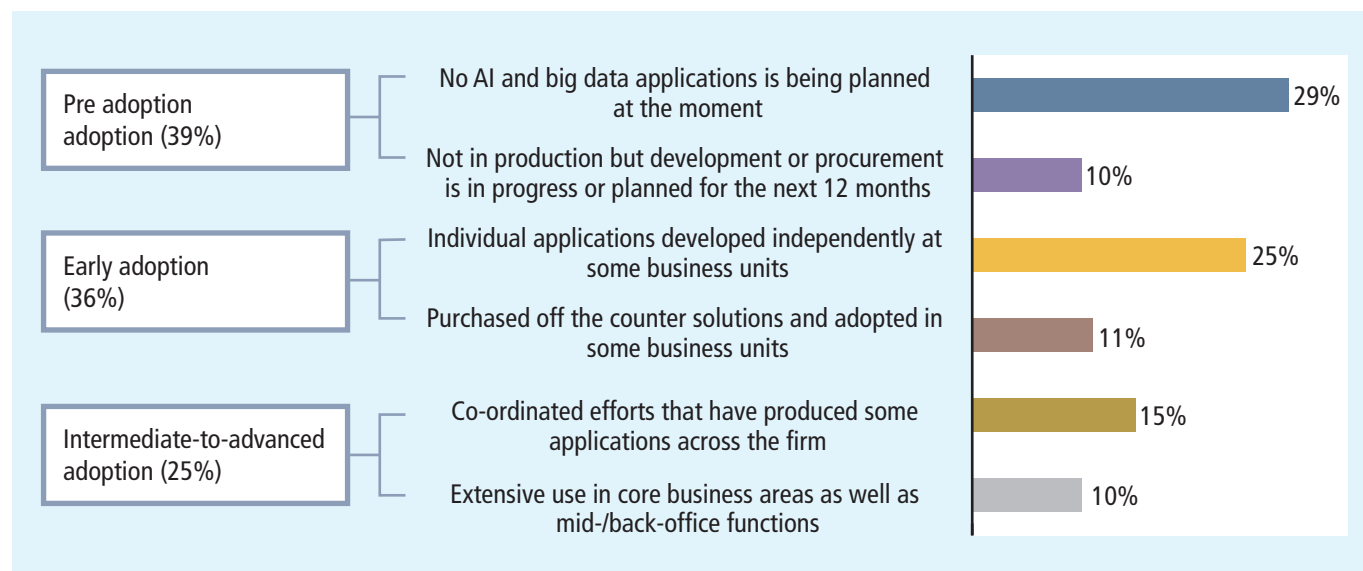 Pre adoption
adoption (39%)
No AI and big data applications is being planned
at the moment
29%
Not in production but development or procurement
is in progress or planned for the next 12 months
10%
Early adoption
(36%)
Individual applications developed independently at
some business units
25%
Purchased off the counter solutions and adopted in
some business units
11%
Intermediate-to-advanced
adoption (25%)
Co-ordinated efforts that have produced some
applications across the firm
15%
Extensive use in core business areas as well as
mid-/back-office functions
10%